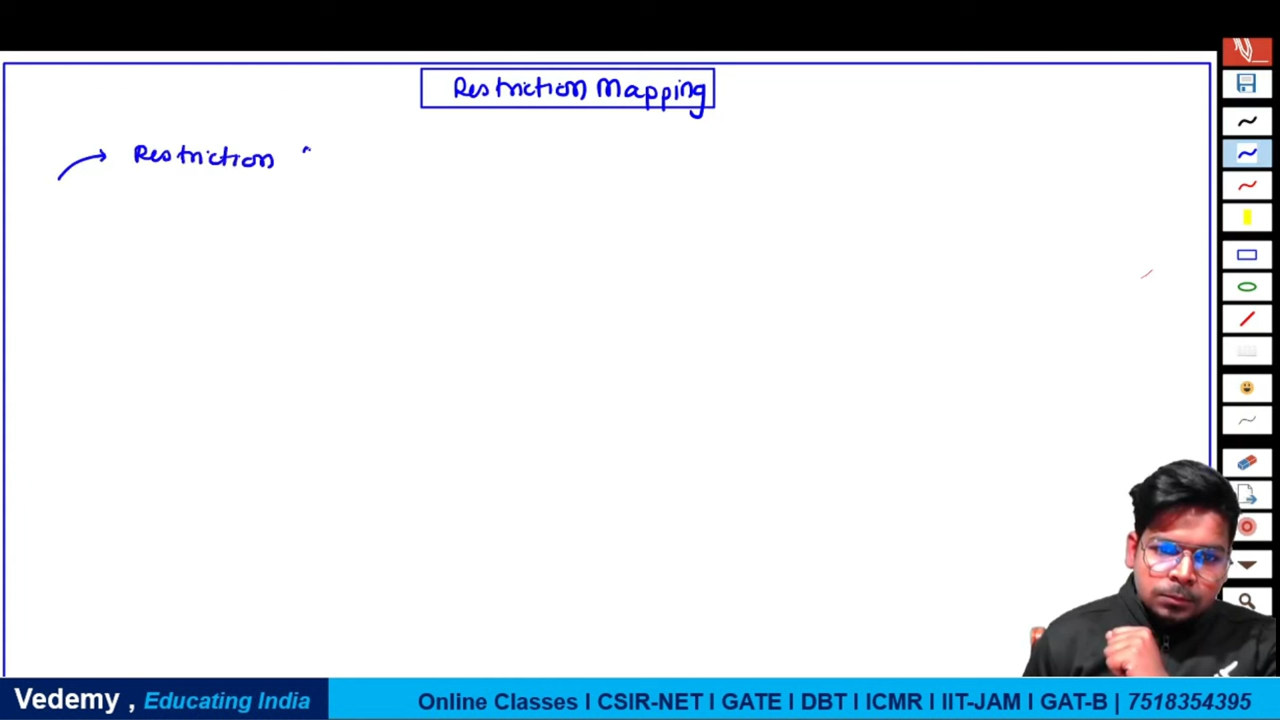 Restriction Mapping
Restriction
Vedemy , Educating India
Online Classes I CSIR-NET I GATE I DBT I ICMR I IIT-JAM I GAT-B | 7518354395